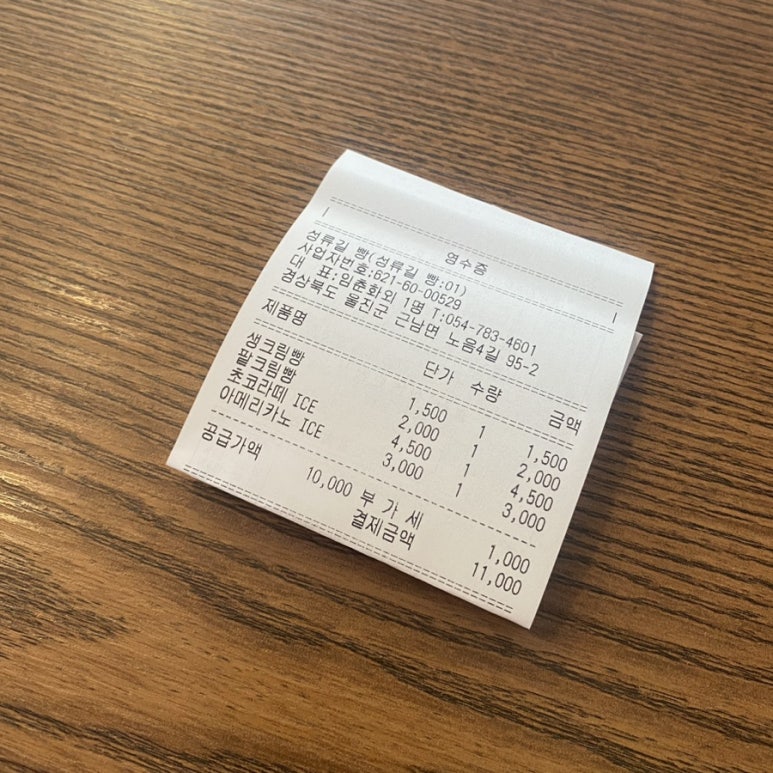 영수증
성류길 빵(성류길 빵:01)
사업자번호:621-60-00529
대 표:임춘화외 1명 T:054-783-4601
경상북도 울진군 근남면 노음4길 95-2
제품명 단가 수량 금액
생크림빵 1,500 1 1,500
팥크림빵 2,000 1 2,000
초코라떼 ICE 4,500 1 4,500
아메리카노 ICE 3,000 1 3,000
공급가액 10,000 부 가 세 1,000
결제금액 11,000